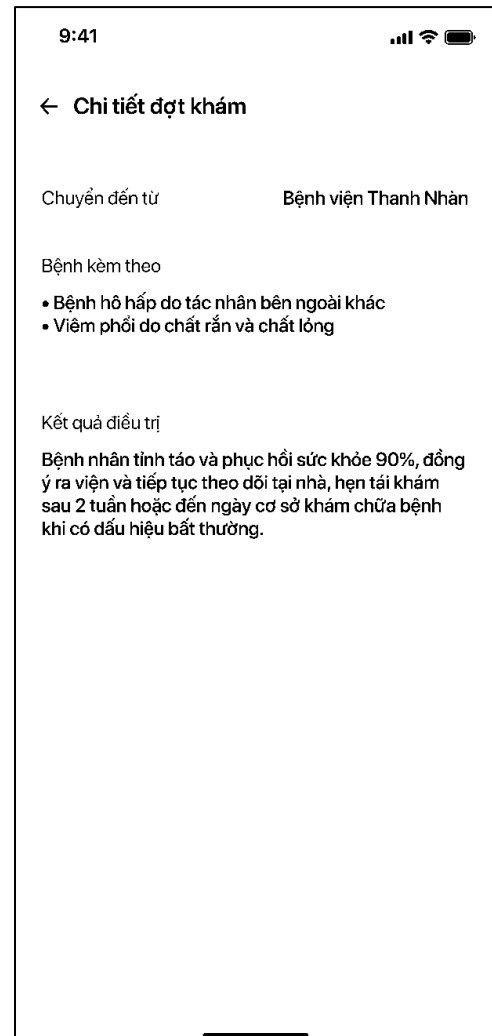 9:41
← Chi tiết đợt khám
Chuyển đến từ Bệnh viện Thanh Nhàn
Bệnh kèm theo
• Bệnh hô hấp do tác nhân bên ngoài khác
• Viêm phổi do chất rắn và chất lỏng
Kết quả điều trị
Bệnh nhân tỉnh táo và phục hồi sức khỏe 90%, đồng
ý ra viện và tiếp tục theo dõi tại nhà, hẹn tái khám
sau 2 tuần hoặc đến ngày cơ sở khám chữa bệnh
khi có dấu hiệu bất thường.